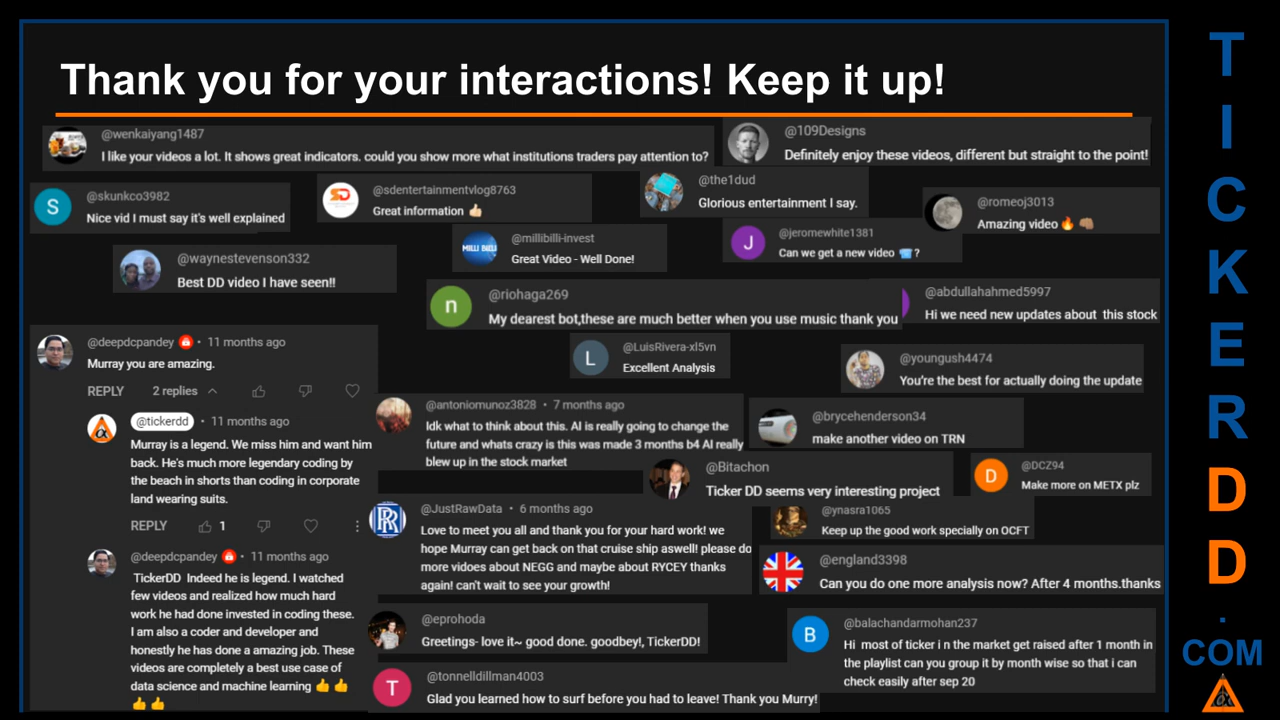 Thank you for your interactions! Keep it up!
@wenkaiyang1487
I like your videos a lot. It shows great indicators. could you show more what institutions traders pay attention to?
@109Designs
Definitely enjoy these videos, different but straight to the point!
S
@skunkco3982
Nice vid I must say it's well explained
@sdentertainmentvlog8763
Great information 👍🏻
@the1dud
Glorious entertainment I say.
@romeoj3013
Amazing video 🔥 👊🏽
MILLI BILLI
@millibilli-invest
Great Video - Well Done!
J
@jeromewhite1381
Can we get a new video ?
@waynestevenson332
Best DD video I have seen!!
n
@riohaga269
My dearest bot,these are much better when you use music thank you
@abdullahahmed5997
Hi we need new updates about this stock
L
@LuisRivera-xl5vn
Excellent Analysis
@youngush4474
You're the best for actually doing the update
@deepdcpandey • 11 months ago
Murray you are amazing.
REPLY 2 replies
@tickerdd • 11 months ago
Murray is a legend. We miss him and want him
back. He's much more legendary coding by
the beach in shorts than coding in corporate
land wearing suits.
REPLY 1
@deepdcpandey • 11 months ago
TickerDD Indeed he is legend. I watched
few videos and realized how much hard
work he had done invested in coding these.
I am also a coder and developer and
honestly he has done a amazing job. These
videos are completely a best use case of
data science and machine learning 👍 👍
👍 👍
@antoniomunoz3828 • 7 months ago
Idk what to think about this. AI is really going to change the
future and whats crazy is this was made 3 months b4 AI really
blew up in the stock market
@brycehenderson34
make another video on TRN
@Bitachon
Ticker DD seems very interesting project
D
@DCZ94
Make more on METX plz
RR
@JustRawData • 6 months ago
Love to meet you all and thank you for your hard work! we
hope Murray can get back on that cruise ship aswell! please do
more vidoes about NEGG and maybe about RYCEY thanks
again! can't wait to see your growth!
@ynasra1065
Keep up the good work specially on OCFT
@england3398
Can you do one more analysis now? After 4 months.thanks
@eprohoda
Greetings- love it~ good done. goodbey!, TickerDD!
B
@balachandarmohan237
Hi most of ticker i n the market get raised after 1 month in
the playlist can you group it by month wise so that i can
check easily after sep 20
T
@tonnelldillman4003
Glad you learned how to surf before you had to leave! Thank you Murry!
TICKERDD.COM